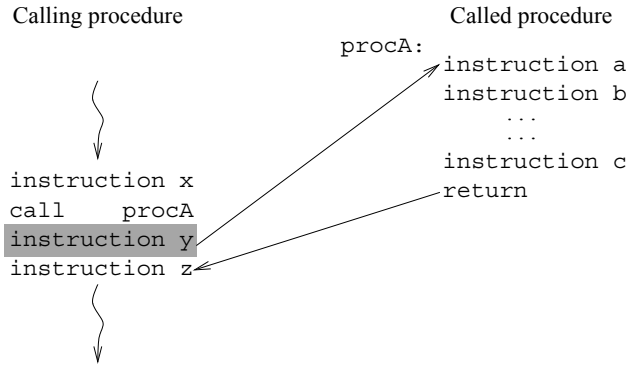 Calling procedure
instruction x
call procA
instruction y
instruction z
Called procedure
procA:
instruction a
instruction b
...
...
instruction c
return